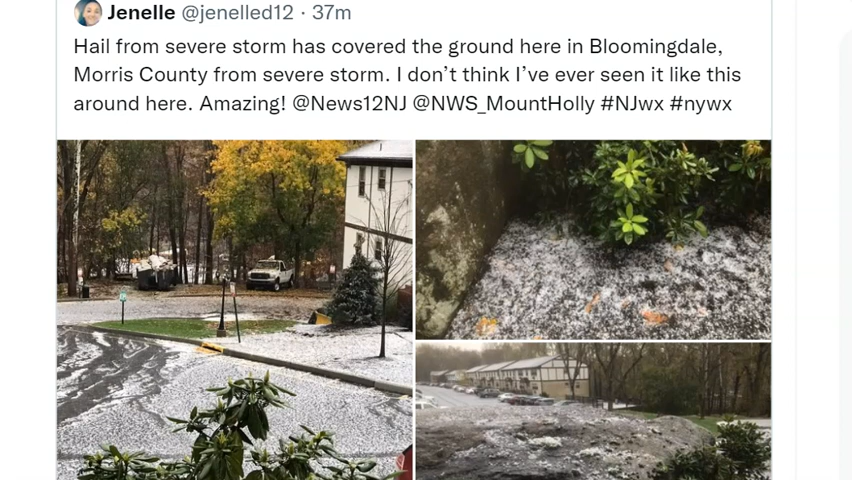 Jenelle @jenelled12 · 37m
Hail from severe storm has covered the ground here in Bloomingdale,
Morris County from severe storm. I don’t think I’ve ever seen it like this
around here. Amazing! @News12NJ @NWS_MountHolly #NJwx #nywx